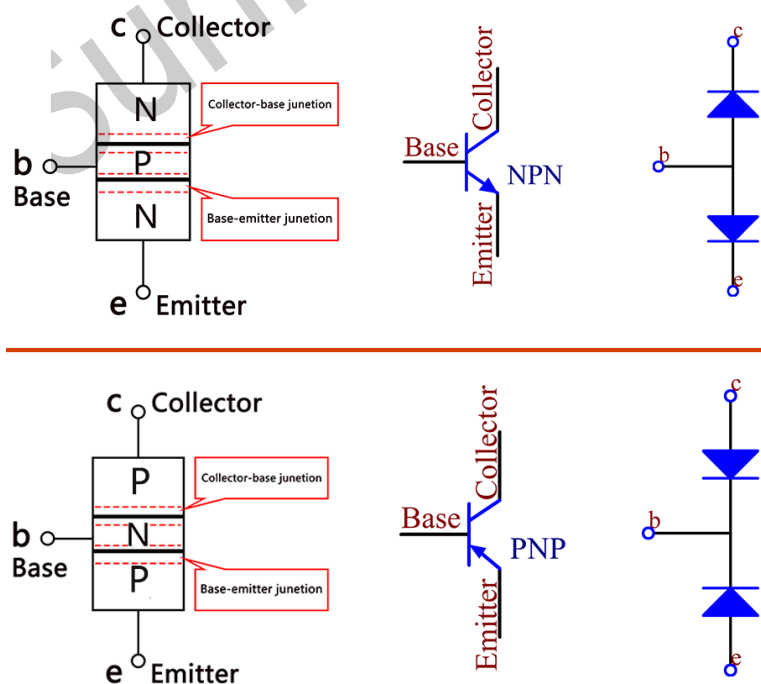 c Collector
N
Collector-base junetion
P
b
Base
Base-emitter junetion
N
e Emitter
Collector
Base
NPN
Emitter
c
b
e
c Collector
P
Collector-base junetion
b
N
Base
P
Base-emitter junetion
e Emitter
Collector
Base
PNP
Emitter
c
b
e